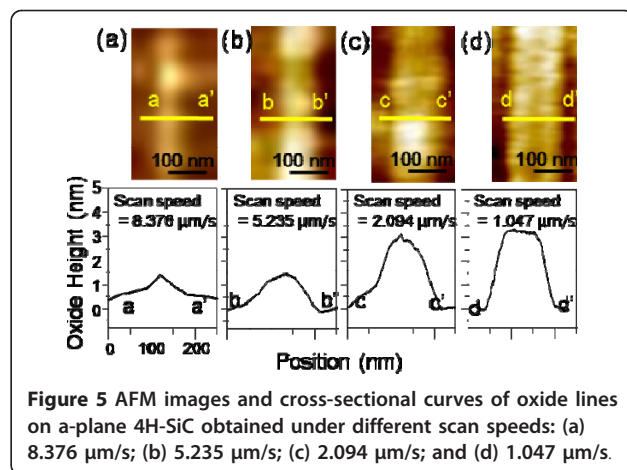 (a) (b) (c) (d)
a a' b b' c c' d d'
100 nm 100 nm 100 nm 100 nm
Oxide Height (nm)
5
4
3
2
1
0
Scan speed
= 8.376 µm/s
Scan speed
= 5.235 µm/s
Scan speed
= 2.094 µm/s
Scan speed
= 1.047 µm/s
a a' b b' c c' d d'
0 100 200
Position (nm)
Figure 5 AFM images and cross-sectional curves of oxide lines
on a-plane 4H-SiC obtained under different scan speeds: (a)
8.376 µm/s; (b) 5.235 µm/s; (c) 2.094 µm/s; and (d) 1.047 µm/s.